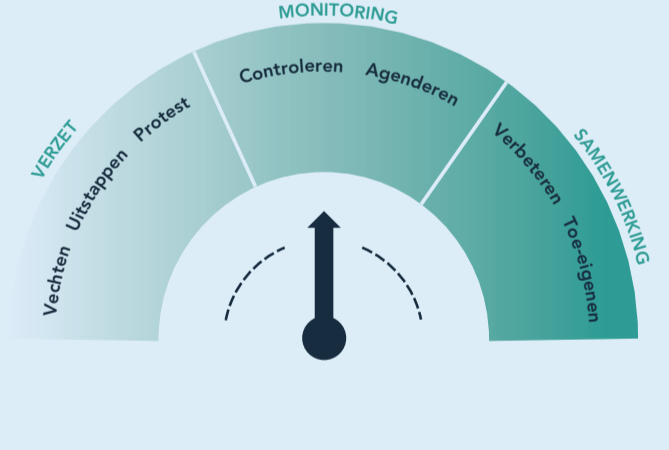 VERZET
Vechten
Uitstappen
Protest
MONITORING
Controleren
Agenderen
SAMENWERKING
Verbeteren
Toe-eigenen